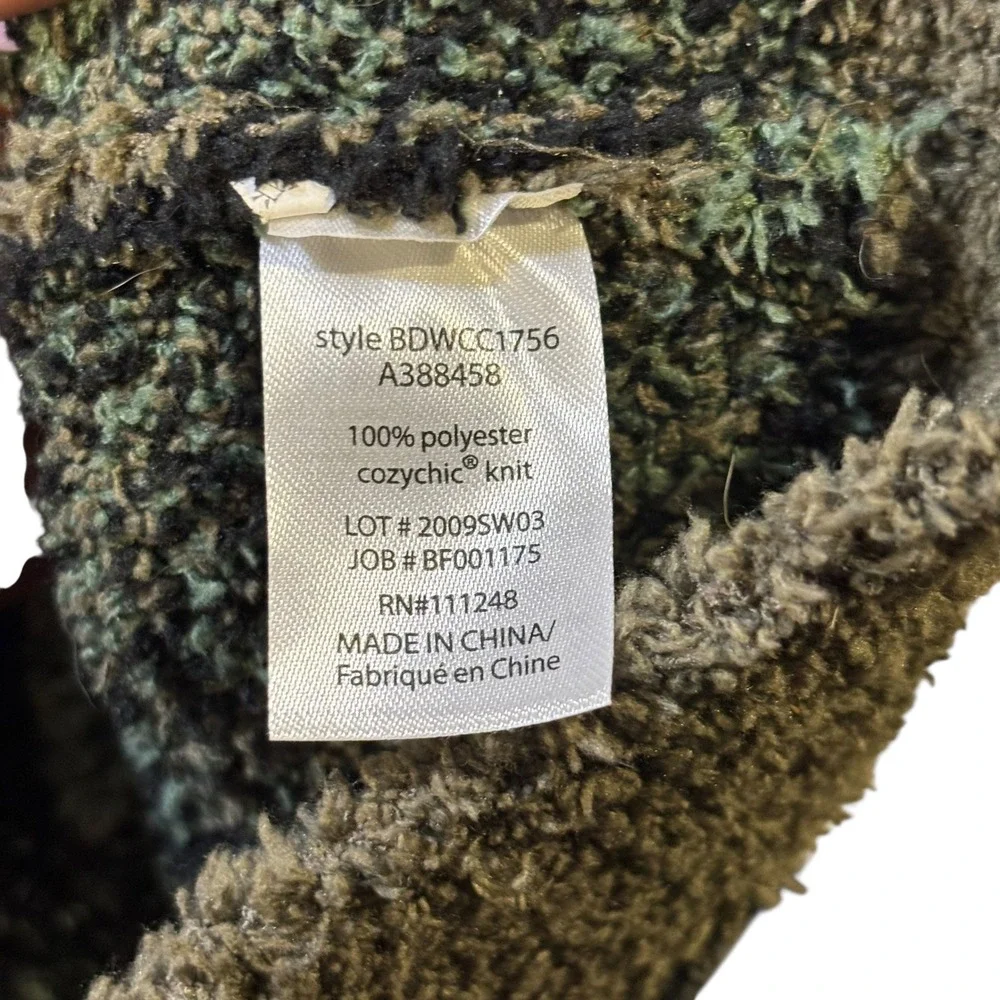 style BDWCC1756
A388458
100% polyester
cozychic® knit
LOT # 2009SW03
JOB # BF001175
RN#111248
MADE IN CHINA/
Fabriqué en Chine